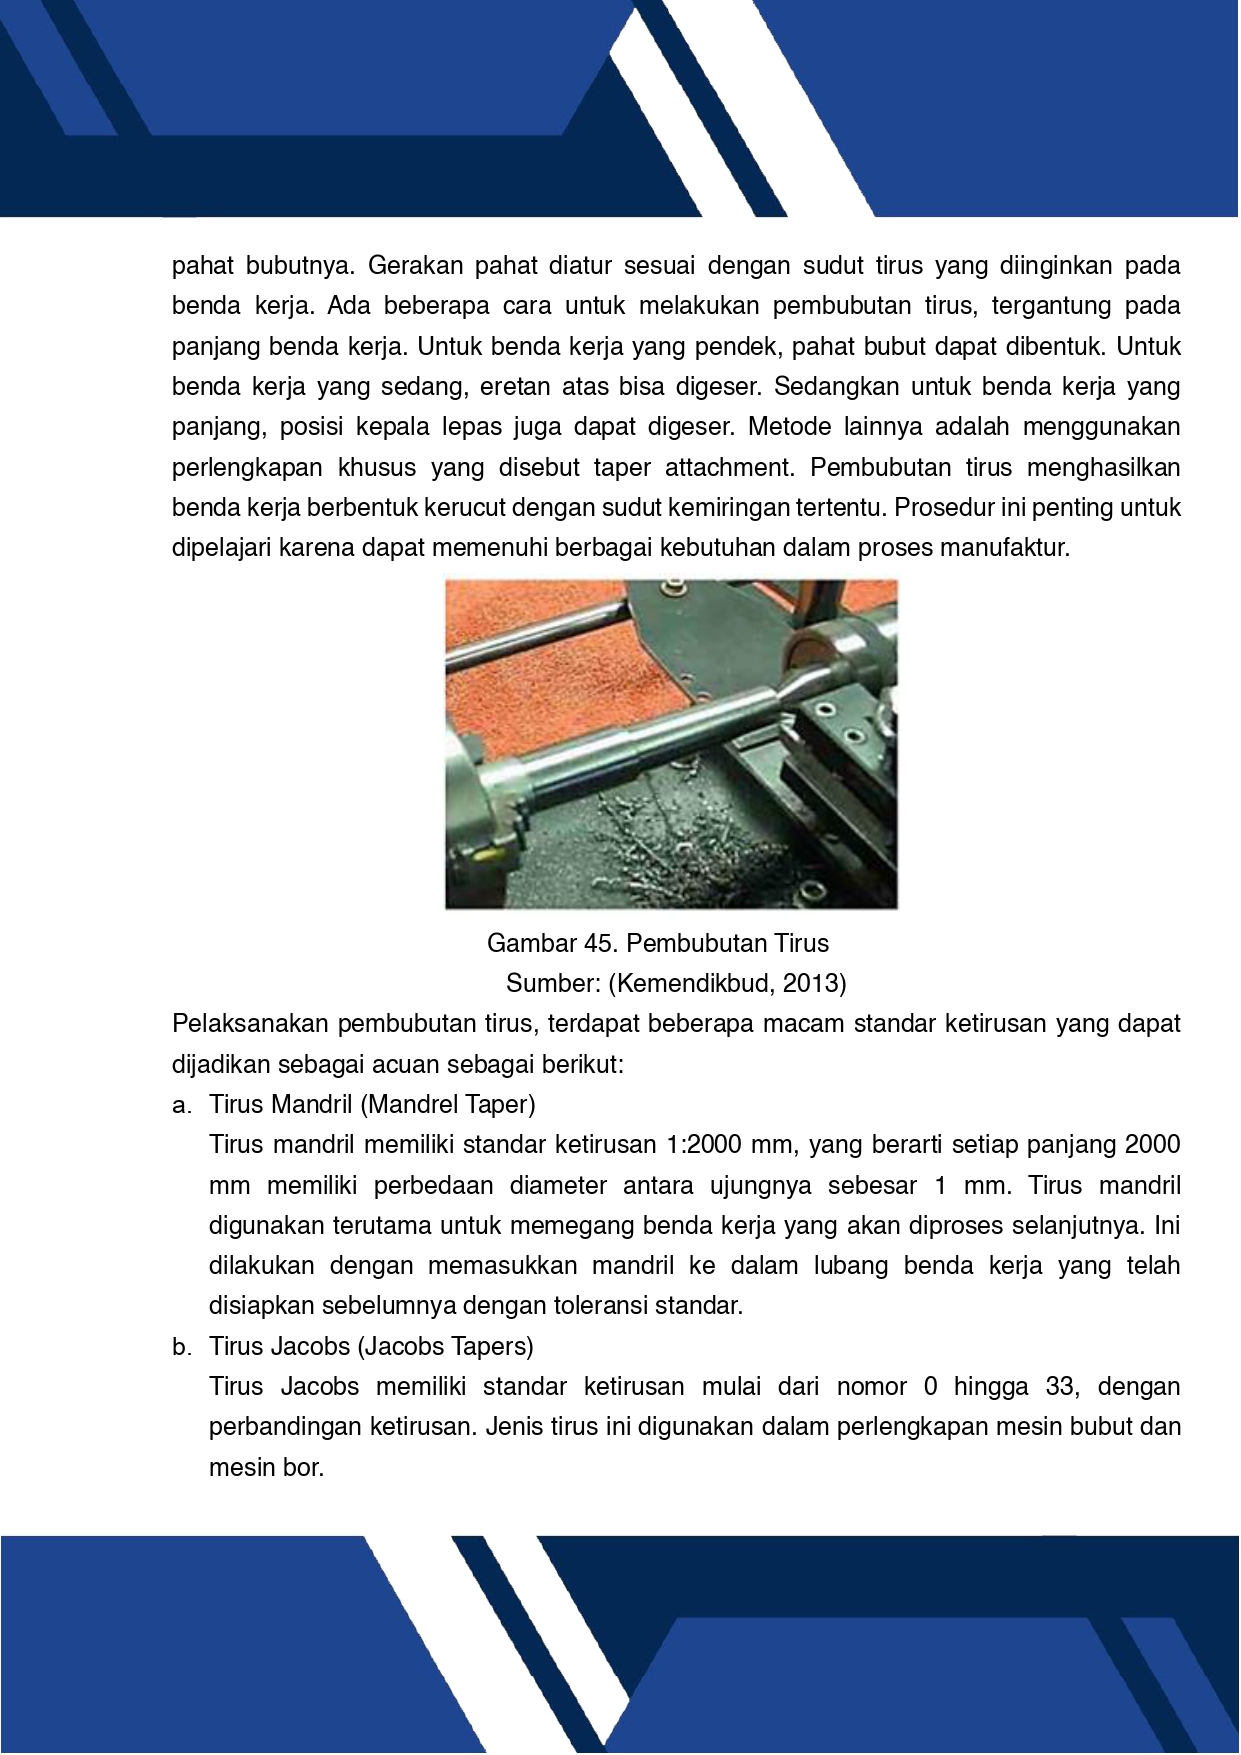 pahat bubutnya. Gerakan pahat diatur sesuai dengan sudut tirus yang diinginkan pada
benda kerja. Ada beberapa cara untuk melakukan pembubutan tirus, tergantung pada
panjang benda kerja. Untuk benda kerja yang pendek, pahat bubut dapat dibentuk. Untuk
benda kerja yang sedang, eretan atas bisa digeser. Sedangkan untuk benda kerja yang
panjang, posisi kepala lepas juga dapat digeser. Metode lainnya adalah menggunakan
perlengkapan khusus yang disebut taper attachment. Pembubutan tirus menghasilkan
benda kerja berbentuk kerucut dengan sudut kemiringan tertentu. Prosedur ini penting untuk
dipelajari karena dapat memenuhi berbagai kebutuhan dalam proses manufaktur.
Gambar 45. Pembubutan Tirus
Sumber: (Kemendikbud, 2013)
Pelaksanakan pembubutan tirus, terdapat beberapa macam standar ketirusan yang dapat
dijadikan sebagai acuan sebagai berikut:
a. Tirus Mandril (Mandrel Taper)
Tirus mandril memiliki standar ketirusan 1:2000 mm, yang berarti setiap panjang 2000
mm memiliki perbedaan diameter antara ujungnya sebesar 1 mm. Tirus mandril
digunakan terutama untuk memegang benda kerja yang akan diproses selanjutnya. Ini
dilakukan dengan memasukkan mandril ke dalam lubang benda kerja yang telah
disiapkan sebelumnya dengan toleransi standar.
b. Tirus Jacobs (Jacobs Tapers)
Tirus Jacobs memiliki standar ketirusan mulai dari nomor 0 hingga 33, dengan
perbandingan ketirusan. Jenis tirus ini digunakan dalam perlengkapan mesin bubut dan
mesin bor.